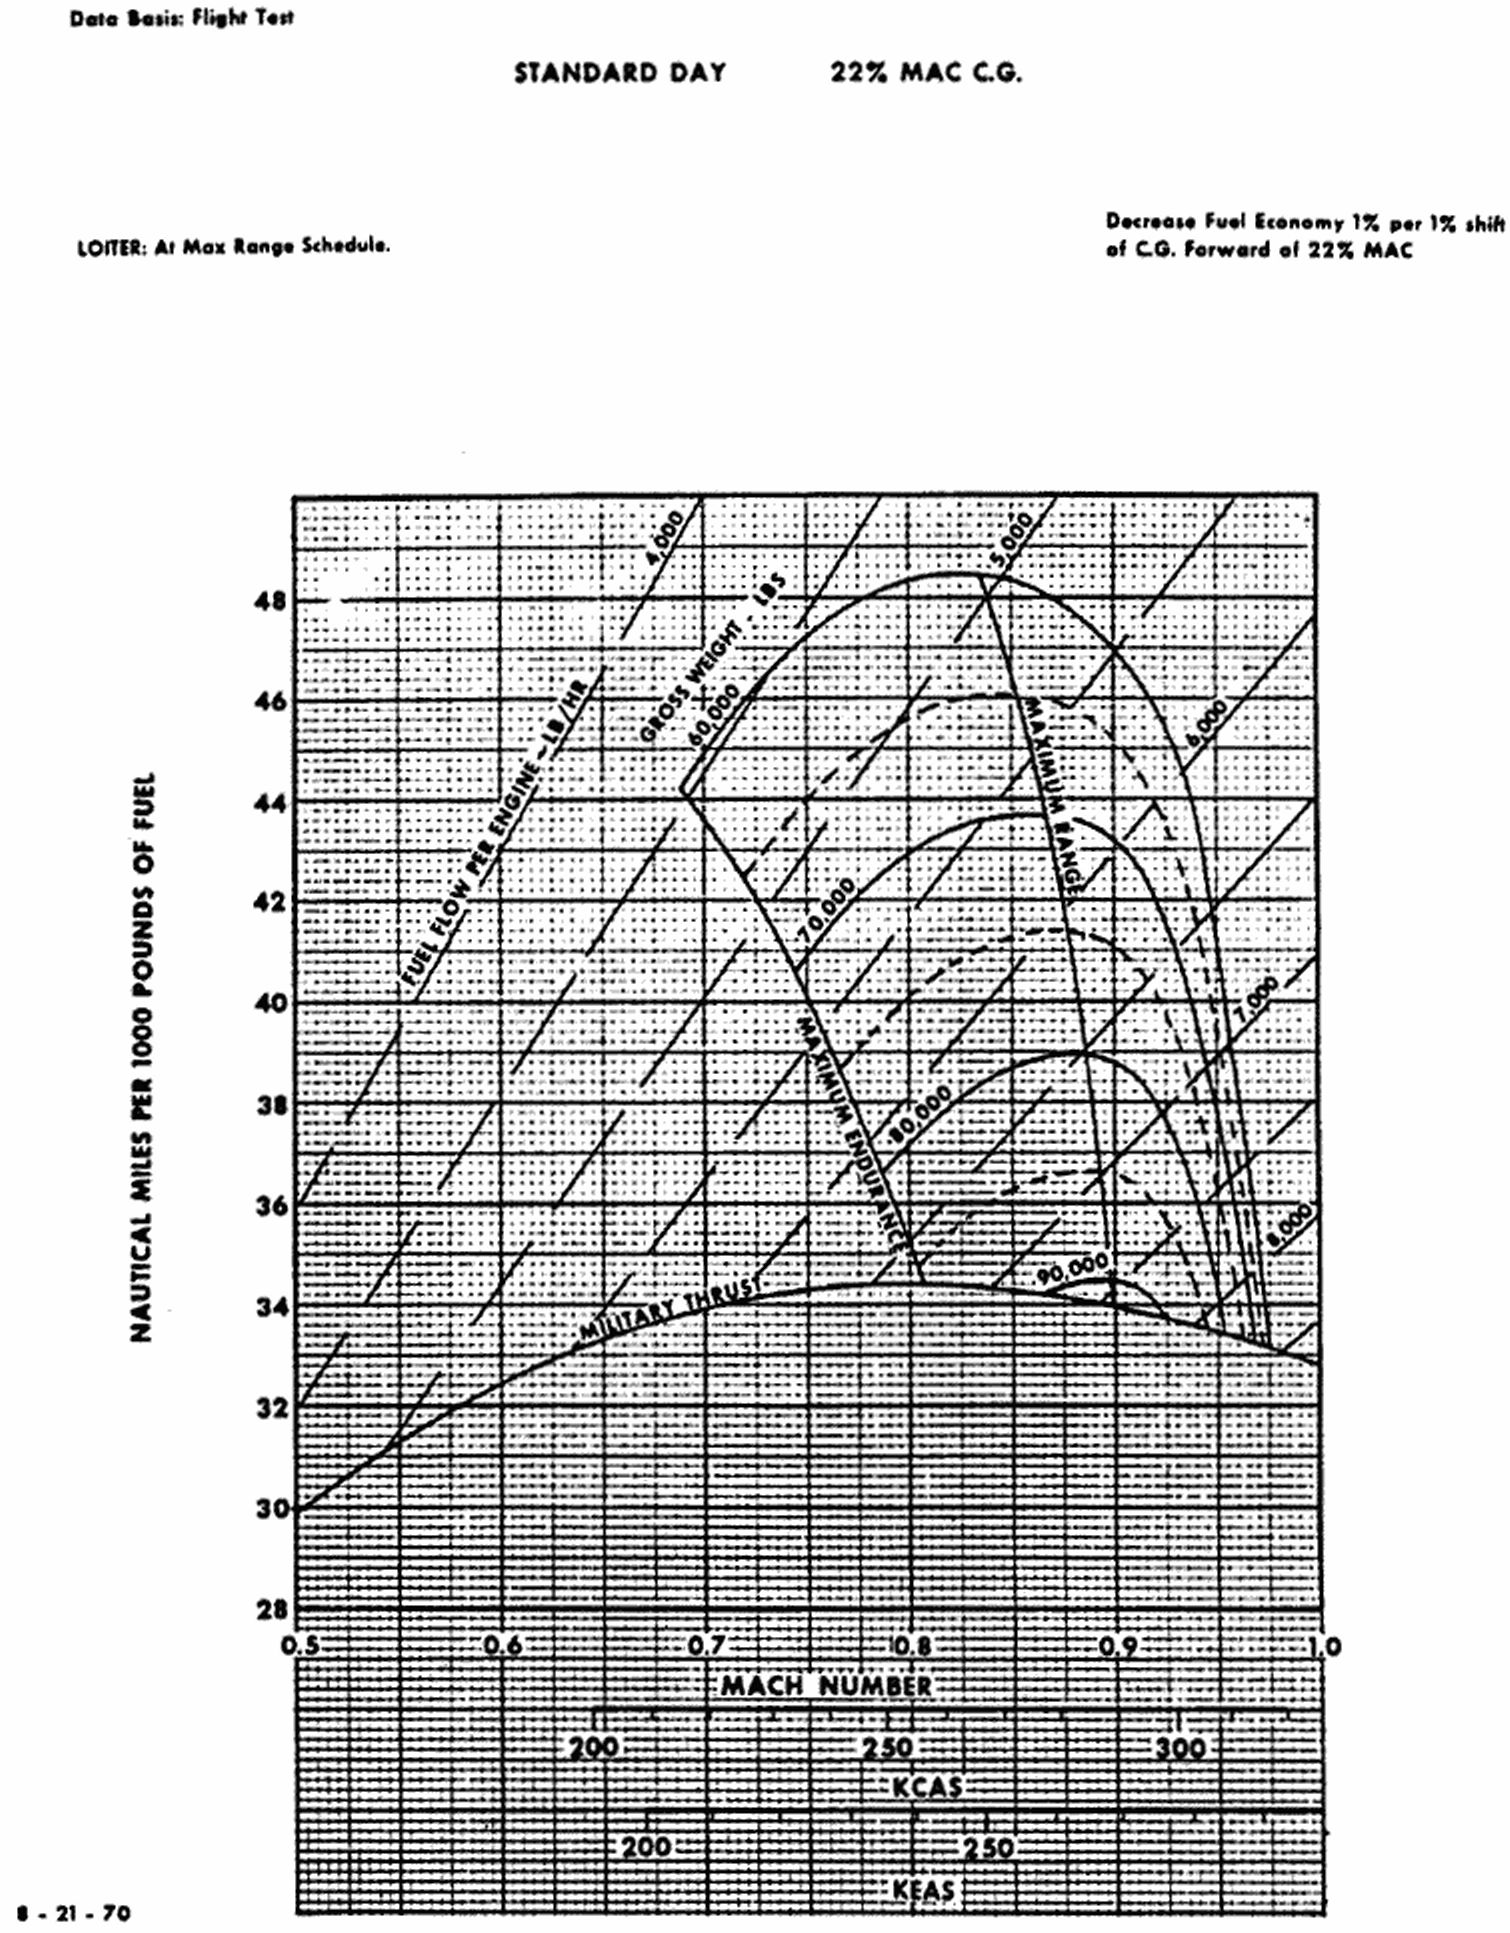 Data Basis: Flight Test
STANDARD DAY 22% MAC C.G.
Decrease Fuel Economy 1% per 1% shift
of C.G. Forward of 22% MAC
LOITER: At Max Range Schedule.
4,000
5,000
GROSS WEIGHT - LBS
48
FUEL FLOW PER ENGINE - LB/HR
60,000
46
6,000
MAXIMUM RANGE
44
70,000
42
7,000
40
MAXIMUM ENDURANCE
80,000
38
36
8,000
90,000
34
MILITARY THRUST
32
30
28
NAUTICAL MILES PER 1000 POUNDS OF FUEL
0.5 0.6 0.7 0.8 0.9 1.0
MACH NUMBER
200 250 300
KCAS
200 250
KEAS
8 - 21 - 70